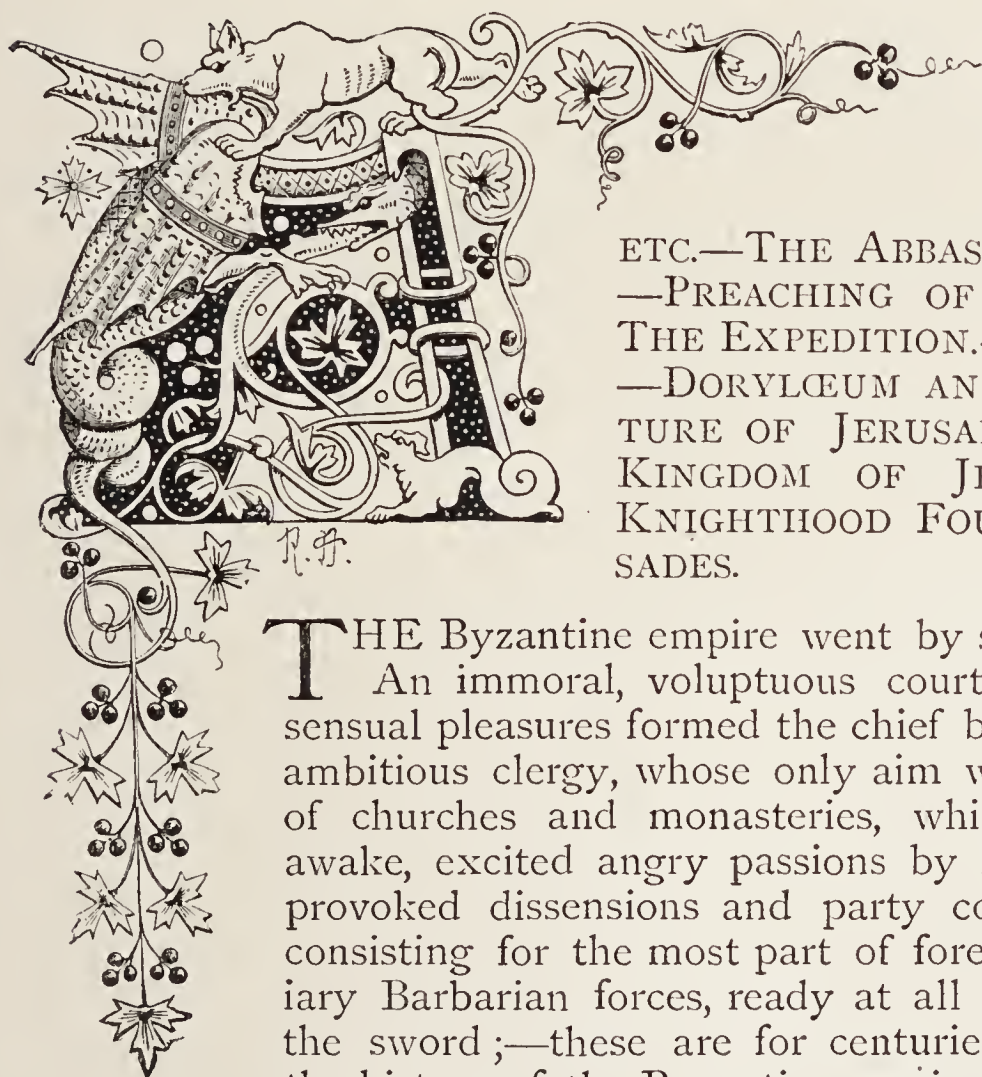 ETC.—THE ABBAS
—PREACHING OF
THE EXPEDITION.
—DORYLŒUM AN
TURE OF JERUSA
KINGDOM OF JE
KNIGHTHOOD FOU
SADES.
R. H.
THE Byzantine empire went by s
An immoral, voluptuous court
sensual pleasures formed the chief b
ambitious clergy, whose only aim w
of churches and monasteries, whi
awake, excited angry passions by
provoked dissensions and party co
consisting for the most part of fore
iary Barbarian forces, ready at all
the sword;—these are for centurie